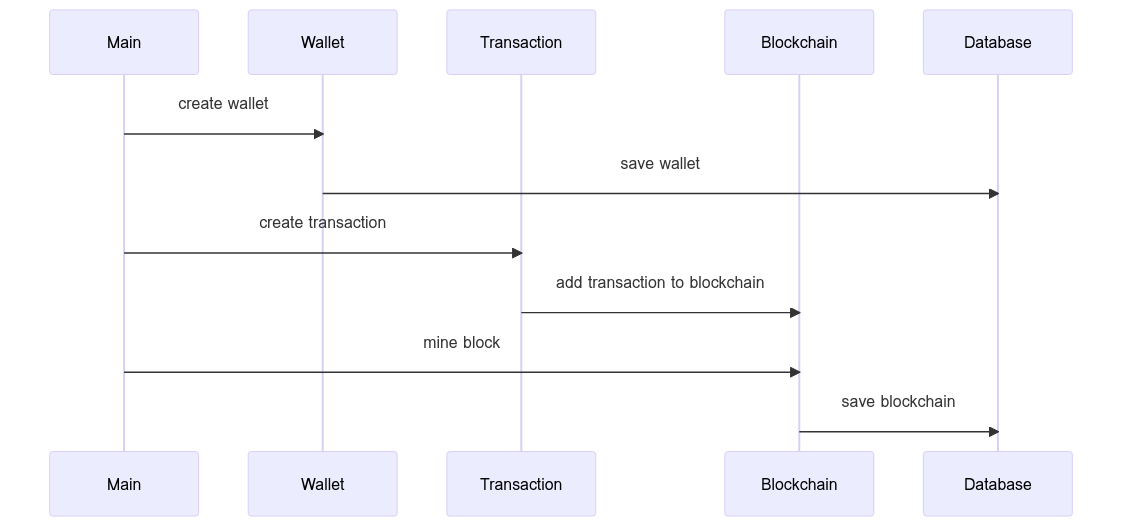 Main
Wallet
Transaction
Blockchain
Database
create wallet
save wallet
create transaction
add transaction to blockchain
mine block
save blockchain
Main
Wallet
Transaction
Blockchain
Database